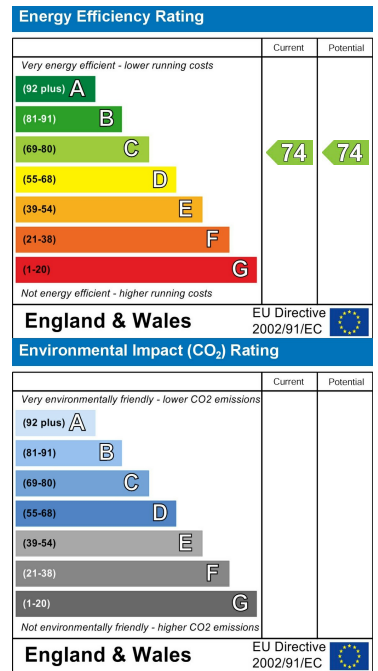 Energy Efficiency Rating
Current Potential
Very energy efficient - lower running costs
(92 plus) A
(81-91) B
(69-80) C 74 74
(55-68) D
(39-54) E
(21-38) F
(1-20) G
Not energy efficient - higher running costs
England & Wales EU Directive 2002/91/EC
Environmental Impact (CO₂) Rating
Current Potential
Very environmentally friendly - lower CO2 emissions
(92 plus) A
(81-91) B
(69-80) C
(55-68) D
(39-54) E
(21-38) F
(1-20) G
Not environmentally friendly - higher CO2 emissions
England & Wales EU Directive 2002/91/EC